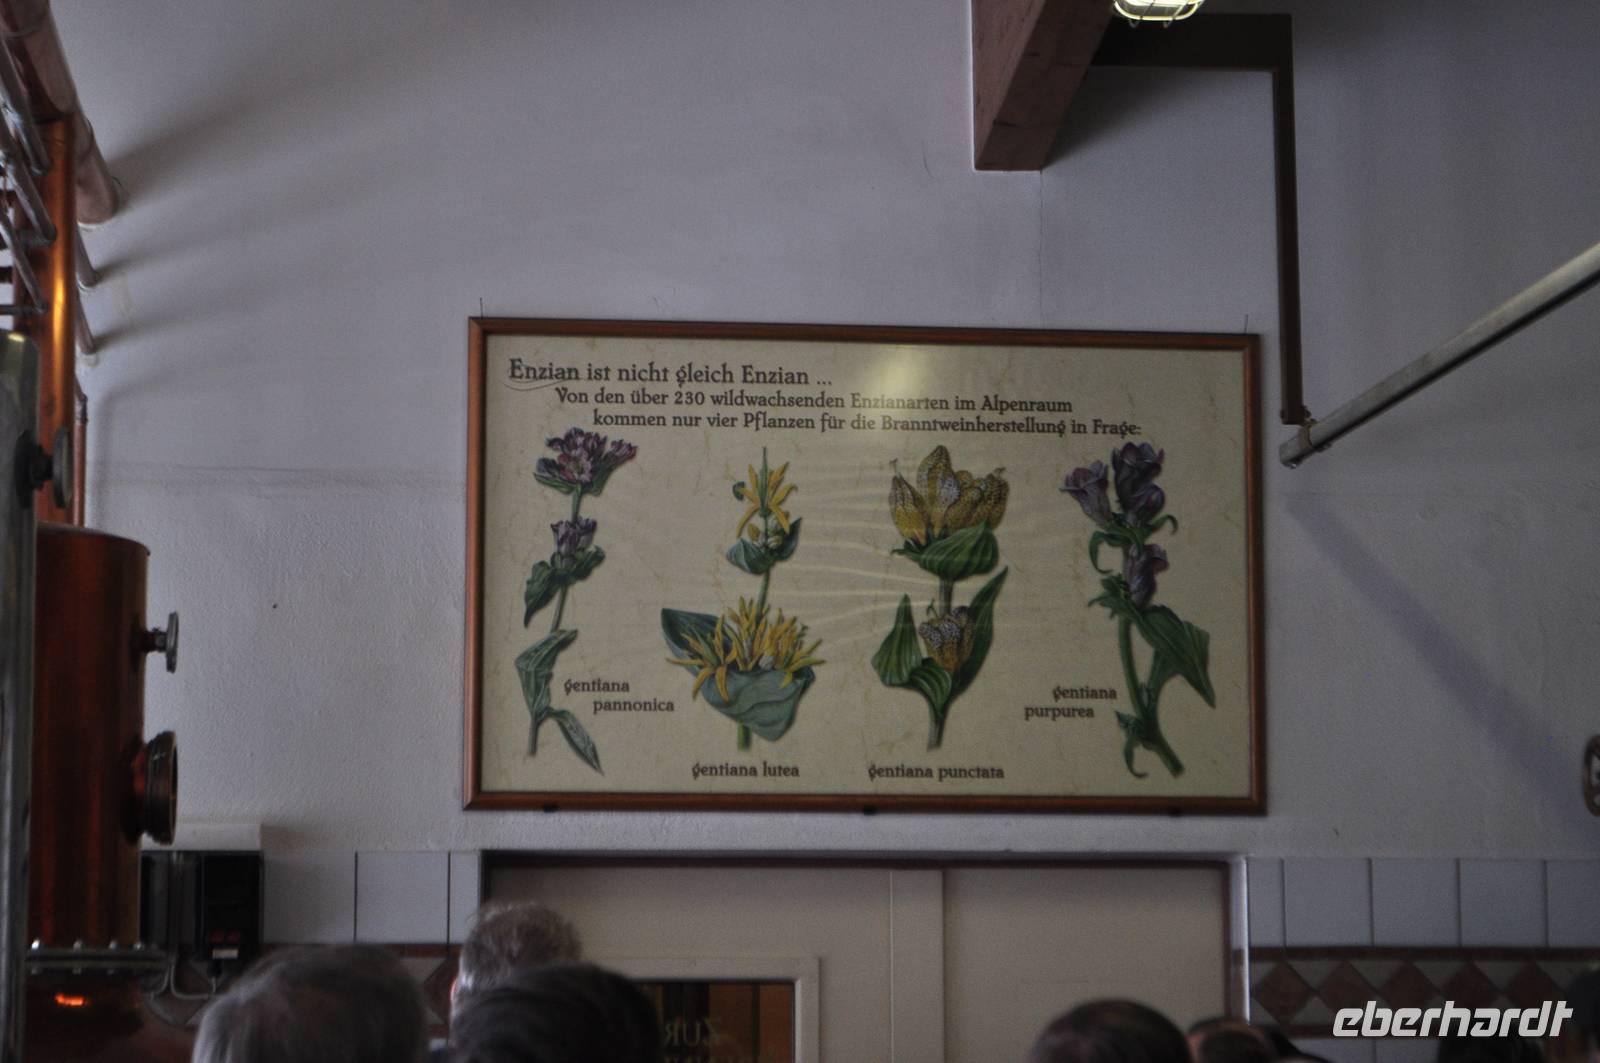 Enzian ist nicht gleich Enzian ...
Von den über 230 wildwachsenden Enzianarten im Alpenraum
kommen nur vier Pflanzen für die Branntweinherstellung in Frage:
gentiana
pannonica
gentiana lutea
gentiana punctata
gentiana
purpurea
ZUR
eberhardt